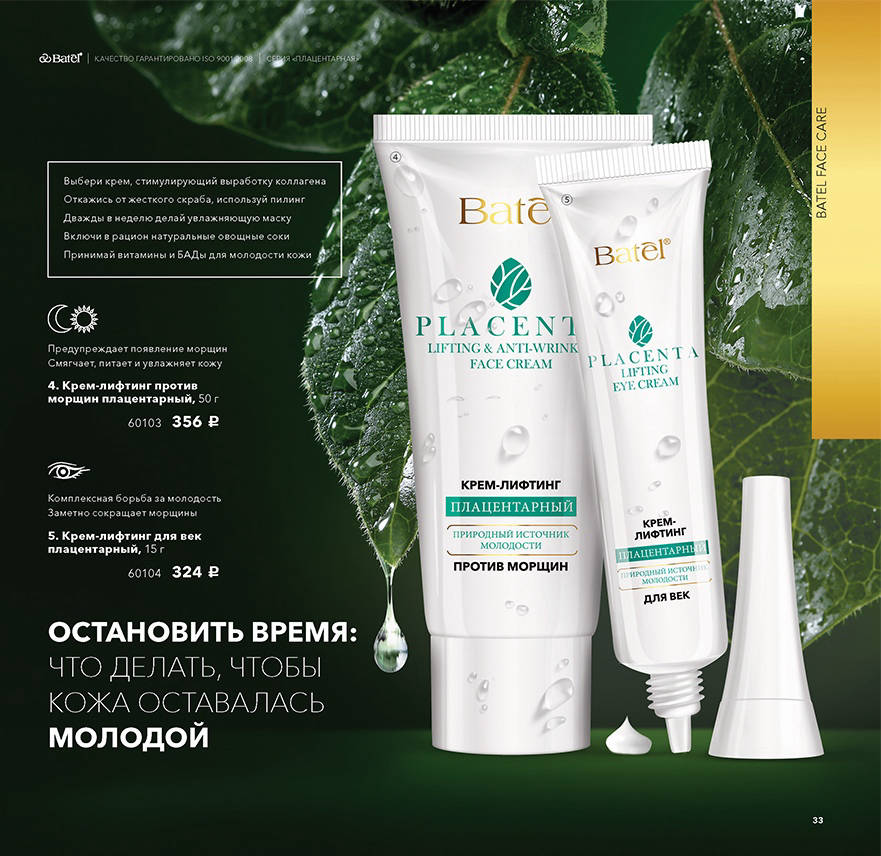 Batel® | КАЧЕСТВО ГАРАНТИРОВАНО ISO 9001:2008 | СЕРИЯ «ПЛАЦЕНТАРНАЯ»
Выбери крем, стимулирующий выработку коллагена
Откажись от жесткого скраба, используй пилинг
Дважды в неделю делай увлажняющую маску
Включи в рацион натуральные овощные соки
Принимай витамины и БАДы для молодости кожи
Предупреждает появление морщин
Смягчает, питает и увлажняет кожу
4. Крем-лифтинг против
морщин плацентарный, 50 г
60103 356 ₽
Комплексная борьба за молодость
Заметно сокращает морщины
5. Крем-лифтинг для век
плацентарный, 15 г
60104 324 ₽
ОСТАНОВИТЬ ВРЕМЯ:
ЧТО ДЕЛАТЬ, ЧТОБЫ
КОЖА ОСТАВАЛАСЬ
МОЛОДОЙ
4
Batēl
PLACENT
LIFTING & ANTI-WRINK
FACE CREAM
КРЕМ-ЛИФТИНГ
ПЛАЦЕНТАРНЫЙ
ПРИРОДНЫЙ ИСТОЧНИК
МОЛОДОСТИ
ПРОТИВ МОРЩИН
5
Batēl®
PLACENTA
LIFTING
EYE CREAM
КРЕМ-
ЛИФТИНГ
ПЛАЦЕНТАРНЫЙ
ПРИРОДНЫЙ ИСТОЧНИК
МОЛОДОСТИ
ДЛЯ ВЕК
BATEL FACE CARE
33